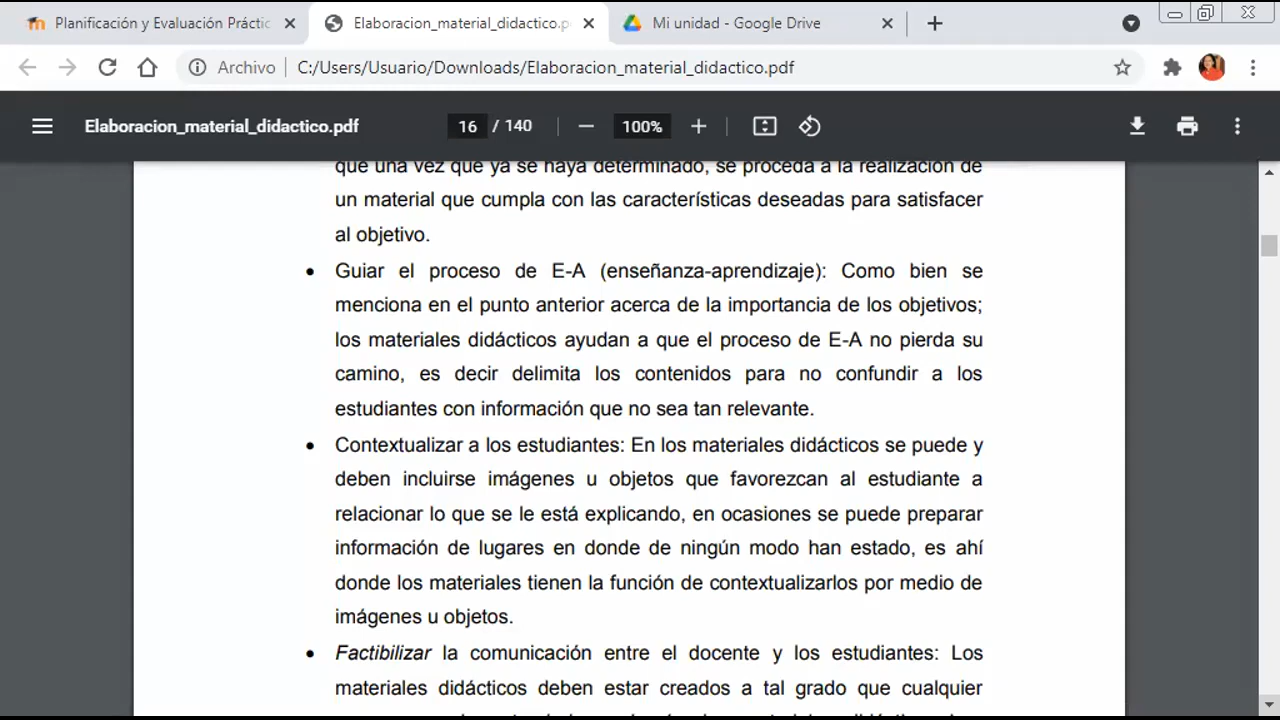 Planificación y Evaluación Práctic
Elaboracion_material_didactico.p
Mi unidad - Google Drive
Archivo
C:/Users/Usuario/Downloads/Elaboracion_material_didactico.pdf
Elaboracion_material_didactico.pdf
16 / 140
100%
que una vez que ya se haya determinado, se proceda a la realización de
un material que cumpla con las características deseadas para satisfacer
al objetivo.
• Guiar el proceso de E-A (enseñanza-aprendizaje): Como bien se
menciona en el punto anterior acerca de la importancia de los objetivos;
los materiales didácticos ayudan a que el proceso de E-A no pierda su
camino, es decir delimita los contenidos para no confundir a los
estudiantes con información que no sea tan relevante.
• Contextualizar a los estudiantes: En los materiales didácticos se puede y
deben incluirse imágenes u objetos que favorezcan al estudiante a
relacionar lo que se le está explicando, en ocasiones se puede preparar
información de lugares en donde de ningún modo han estado, es ahí
donde los materiales tienen la función de contextualizarlos por medio de
imágenes u objetos.
• Factibilizar la comunicación entre el docente y los estudiantes: Los
materiales didácticos deben estar creados a tal grado que cualquier